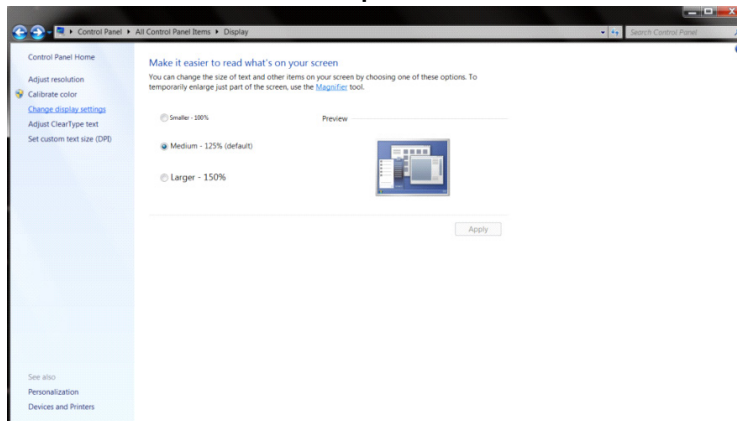 Control Panel ▸ All Control Panel Items ▸ Display
Search Control Panel
Control Panel Home
Adjust resolution
Calibrate color
Change display settings
Adjust ClearType text
Set custom text size (DPI)
Make it easier to read what's on your screen
You can change the size of text and other items on your screen by choosing one of these options. To
temporarily enlarge just part of the screen, use the Magnifier tool.
Smaller - 100%
Preview
Medium - 125% (default)
Larger - 150%
Apply
See also
Personalization
Devices and Printers